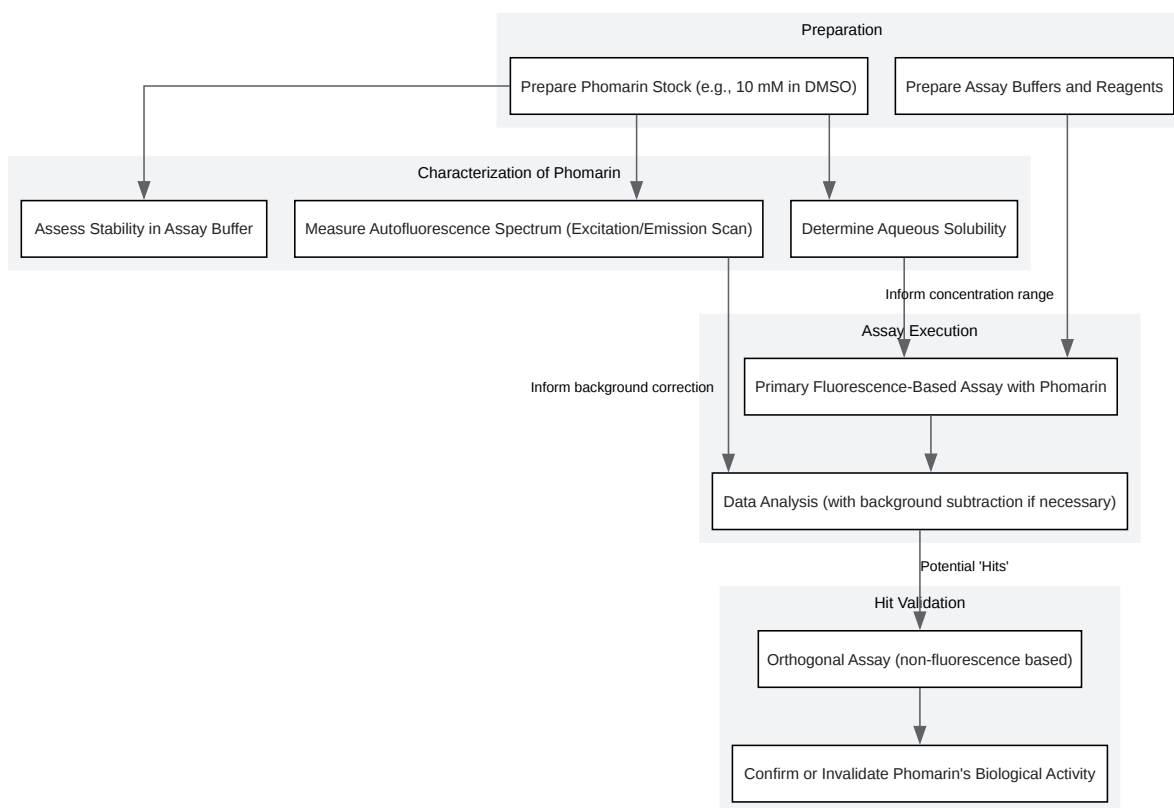 Preparation
Prepare Phomarin Stock (e.g., 10 mM in DMSO)
Prepare Assay Buffers and Reagents
Characterization of Phomarin
Assess Stability in Assay Buffer
Measure Autofluorescence Spectrum (Excitation/Emission Scan)
Determine Aqueous Solubility
Inform concentration range
Assay Execution
Primary Fluorescence-Based Assay with Phomarin
Inform background correction
Data Analysis (with background subtraction if necessary)
Potential 'Hits'
Hit Validation
Orthogonal Assay (non-fluorescence based)
Confirm or Invalidate Phomarin's Biological Activity